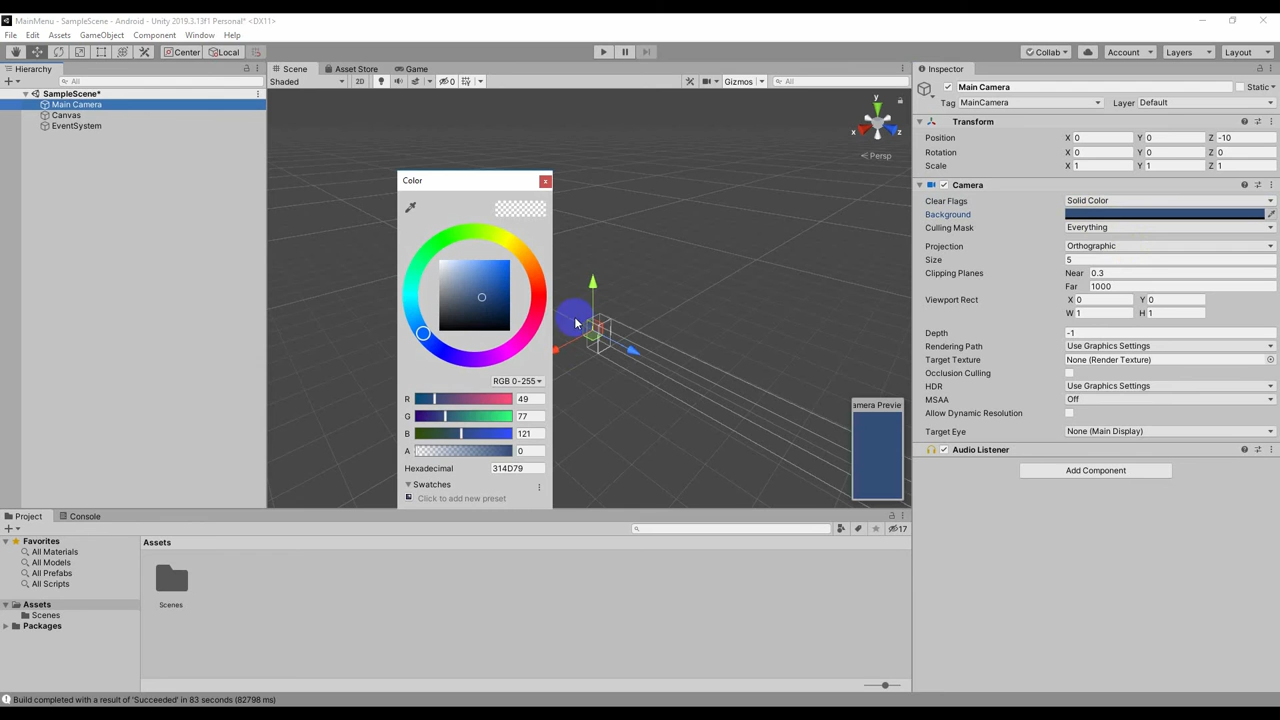 MainMenu - SampleScene - Android - Unity 2019.3.13f1 Personal* <DX11>
File Edit Assets GameObject Component Window Help
Center Local Collab Account Layers Layout
Hierarchy
All
SampleScene*
Main Camera
Canvas
EventSystem
Scene Asset Store Game
Shaded 2D Gizmos All
y
x z
Persp
Color
RGB 0-255
R 49
G 77
B 121
A 0
Hexadecimal 314D79
Swatches
Click to add new preset
amera Previe
Inspector
Main Camera Static
Tag MainCamera Layer Default
Transform
Position X 0 Y 0 Z -10
Rotation X 0 Y 0 Z 0
Scale X 1 Y 1 Z 1
Camera
Clear Flags Solid Color
Background
Culling Mask Everything
Projection Orthographic
Size 5
Clipping Planes Near 0.3
Far 1000
Viewport Rect X 0 Y 0
W 1 H 1
Depth -1
Rendering Path Use Graphics Settings
Target Texture None (Render Texture)
Occlusion Culling
HDR Use Graphics Settings
MSAA Off
Allow Dynamic Resolution
Target Eye None (Main Display)
Audio Listener
Add Component
Project Console
17
Favorites
All Materials
All Models
All Prefabs
All Scripts
Assets
Scenes
Packages
Assets
Scenes
Build completed with a result of 'Succeeded' in 83 seconds (82798 ms)